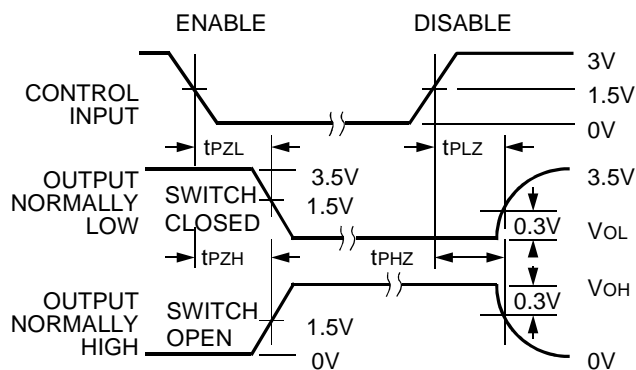 ENABLE DISABLE
3V
CONTROL
INPUT
1.5V
0V
tPZL tPLZ
OUTPUT
NORMALLY
LOW
SWITCH
CLOSED
3.5V
1.5V
3.5V
0.3V
VOL
tPZH tPHZ
OUTPUT
NORMALLY
HIGH
SWITCH
OPEN
1.5V
0V
VOH
0.3V
0V